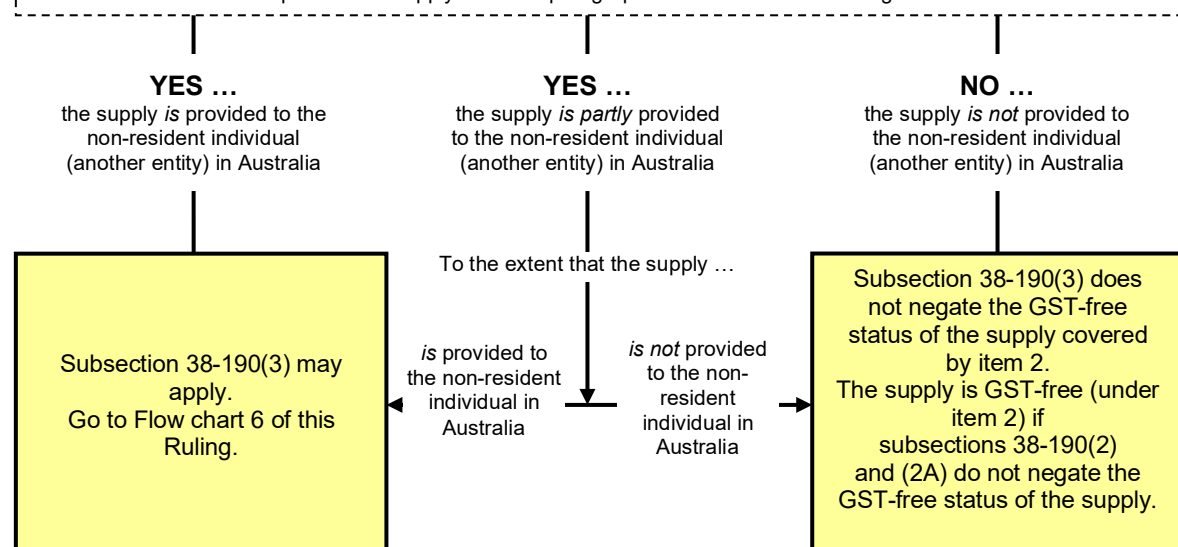 YES …
the supply is provided to the
non-resident individual
(another entity) in Australia
YES …
the supply is partly provided
to the non-resident individual
(another entity) in Australia
NO …
the supply is not provided to
the non-resident individual
(another entity) in Australia
To the extent that the supply …
Subsection 38-190(3) may
apply.
Go to Flow chart 6 of this
Ruling.
is provided to
the non-resident
individual in
Australia
is not provided
to the non-
resident
individual in
Australia
Subsection 38-190(3) does
not negate the GST-free
status of the supply covered
by item 2.
The supply is GST-free (under
item 2) if
subsections 38-190(2)
and (2A) do not negate the
GST-free status of the supply.